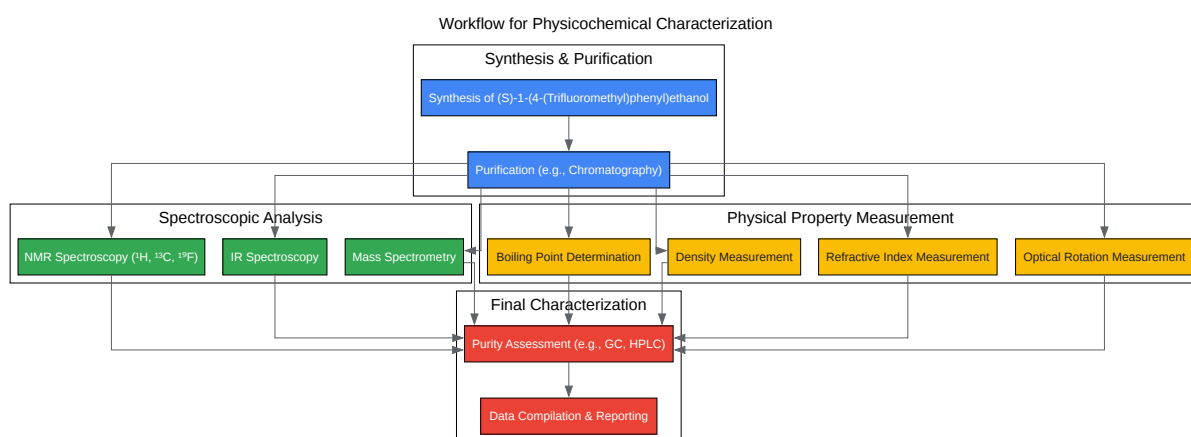 Workflow for Physicochemical Characterization
Synthesis & Purification
Synthesis of (S)-1-(4-(Trifluoromethyl)phenyl)ethanol
Purification (e.g., Chromatography)
Spectroscopic Analysis
Physical Property Measurement
NMR Spectroscopy (¹H, ¹³C, ¹⁹F)
IR Spectroscopy
Mass Spectrometry
Boiling Point Determination
Density Measurement
Refractive Index Measurement
Optical Rotation Measurement
Final Characterization
Purity Assessment (e.g., GC, HPLC)
Data Compilation & Reporting